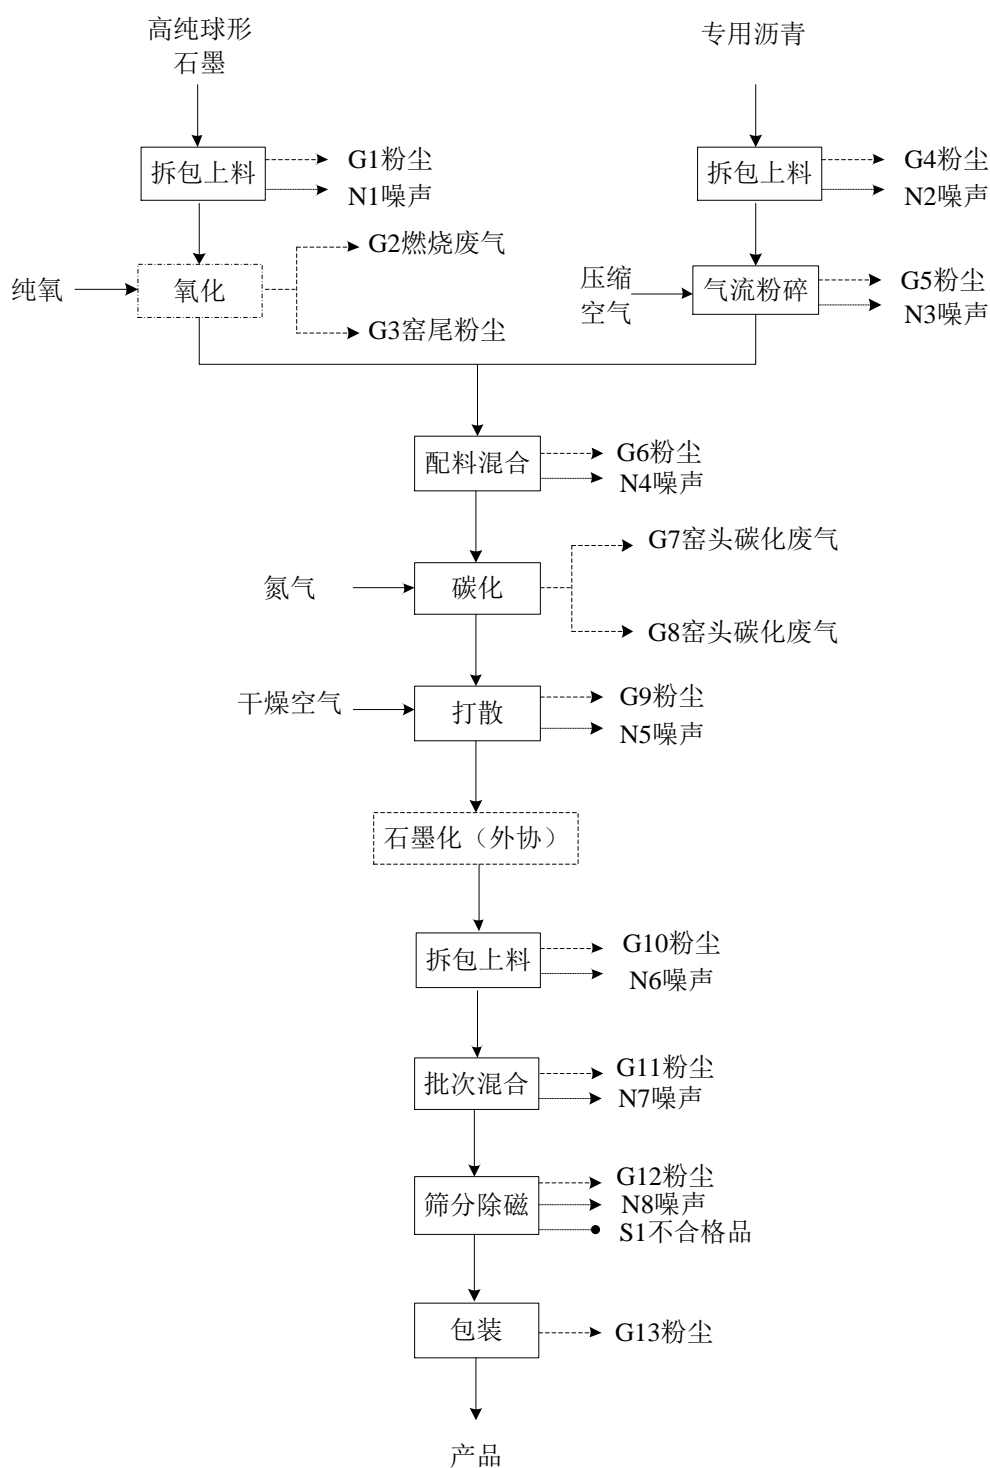 高纯球形
石墨
专用沥青
拆包上料
G1粉尘
N1噪声
拆包上料
G4粉尘
N2噪声
纯氧
氧化
G2燃烧废气
G3窑尾粉尘
压缩
空气
气流粉碎
G5粉尘
N3噪声
配料混合
G6粉尘
N4噪声
氮气
碳化
G7窑头碳化废气
G8窑头碳化废气
干燥空气
打散
G9粉尘
N5噪声
石墨化（外协）
拆包上料
G10粉尘
N6噪声
批次混合
G11粉尘
N7噪声
筛分除磁
G12粉尘
N8噪声
S1不合格品
包装
G13粉尘
产品